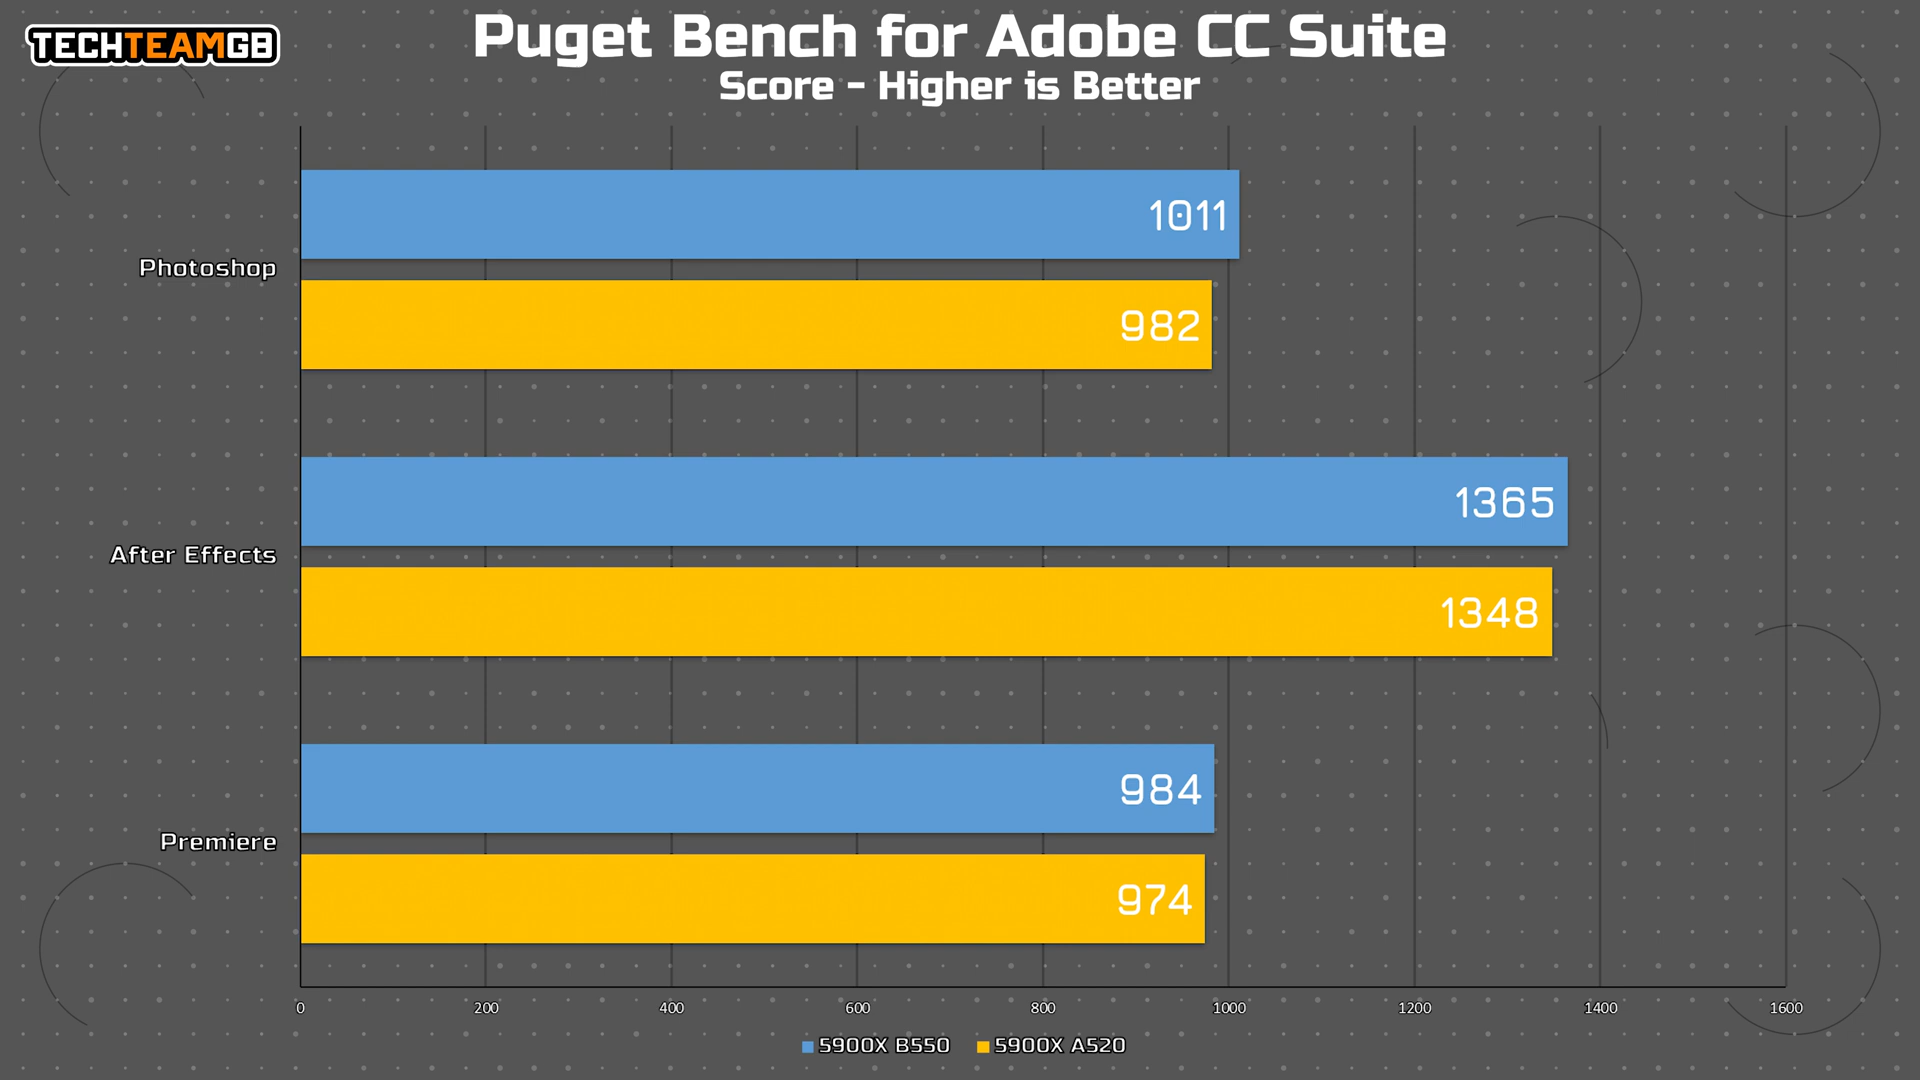 TECHTEAMGB
Puget Bench for Adobe CC Suite
Score - Higher is Better
Photoshop
1011
982
After Effects
1365
1348
Premiere
984
974
0 200 400 600 800 1000 1200 1400 1600
5900X B550 5900X A520